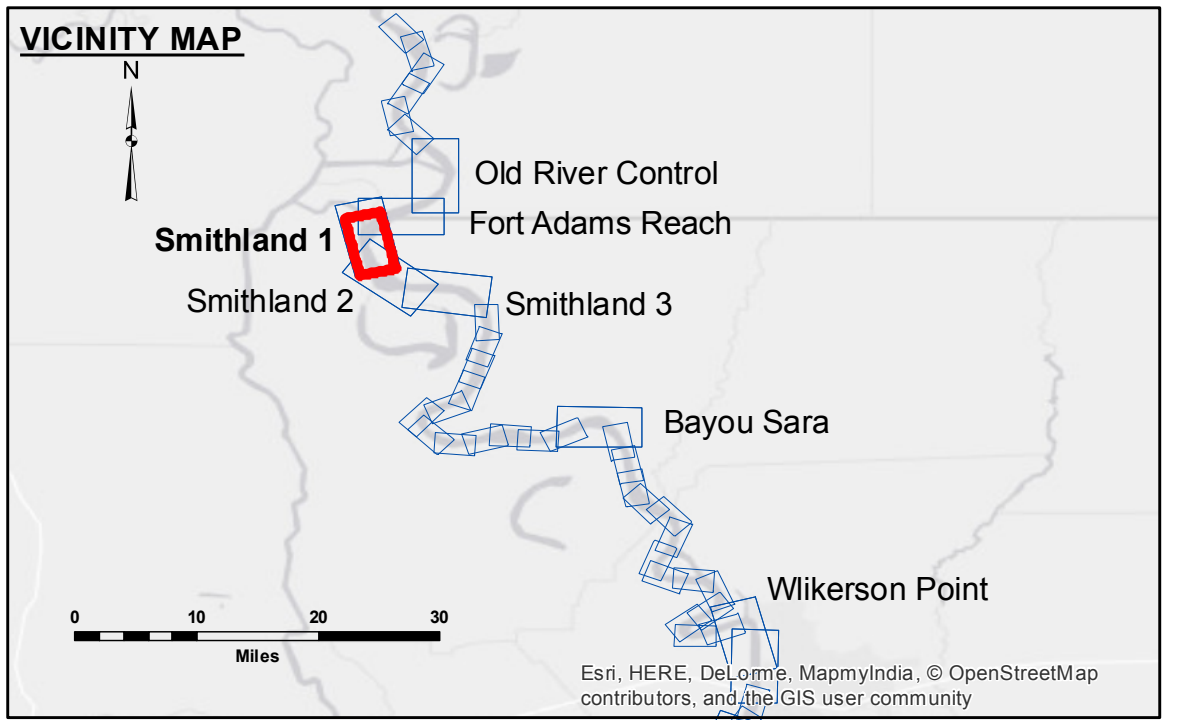 VICINITY MAP
N
Old River Control
Fort Adams Reach
Smithland 1
Smithland 2
Smithland 3
Bayou Sara
Wlikerson Point
0 10 20 30
Miles
Esri, HERE, DeLorme, MapmyIndia, © OpenStreetMap
contributors, and the GIS user community